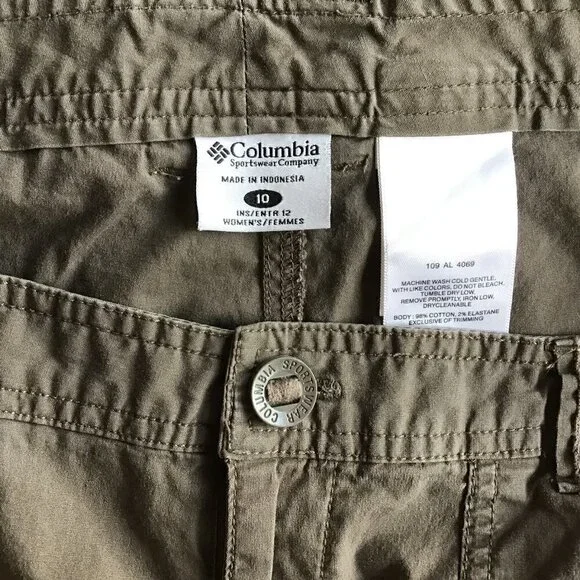 Columbia
Sportswear Company
MADE IN INDONESIA
10
INS/ENTR 12
WOMEN'S/FEMMES
109 AL 4069
MACHINE WASH COLD GENTLE,
WITH LIKE COLORS, DO NOT BLEACH,
TUMBLE DRY LOW,
REMOVE PROMPTLY, IRON LOW,
DRYCLEANABLE
BODY: 98% COTTON, 2% ELASTANE
EXCLUSIVE OF TRIMMING
COLUMBIA SPORTSWEAR